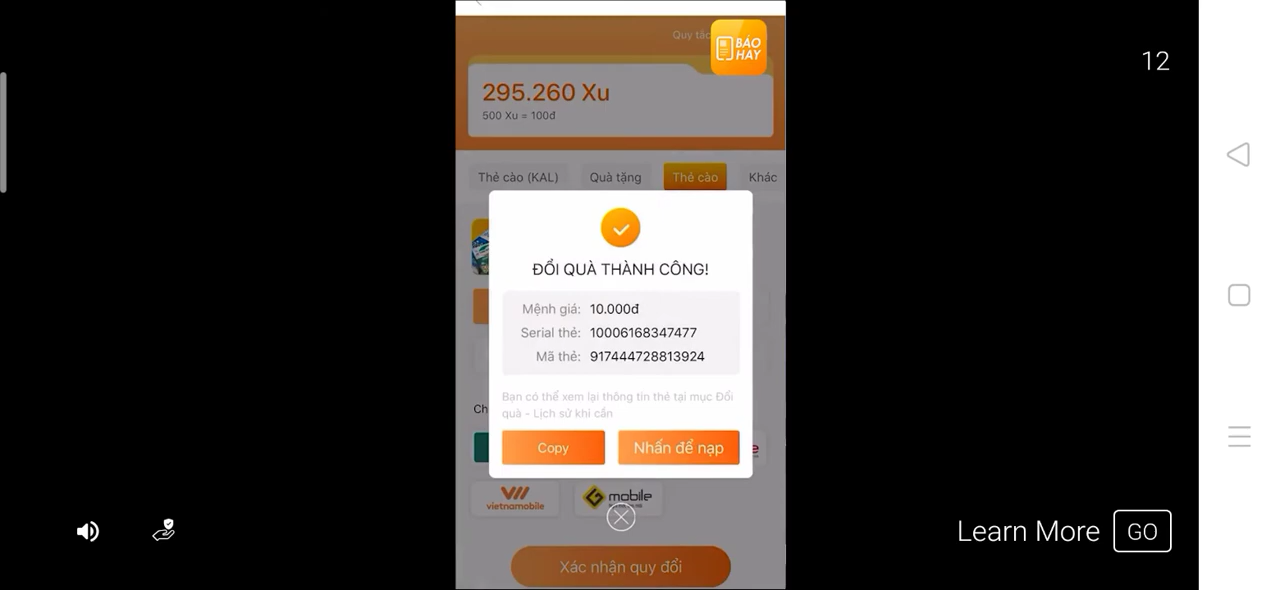 Quy tắc
BÁO
HAY
12
295.260 Xu
500 Xu = 100đ
Thẻ cào (KAL)
Quà tặng
Thẻ cào
Khác
ĐỔI QUÀ THÀNH CÔNG!
Mệnh giá: 10.000đ
Serial thẻ: 10006168347477
Mã thẻ: 917444728813924
Bạn có thể xem lại thông tin thẻ tại mục Đổi
quà - Lịch sử khi cần
Ch
Copy
Nhấn để nạp
e
vietnamobile
mobile
Learn More
GO
Xác nhận quy đổi